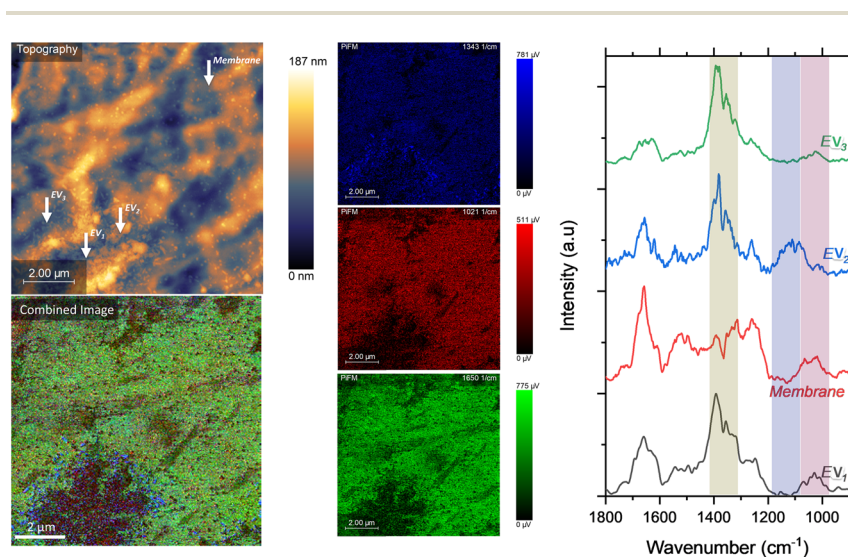 Topography
Membrane
EV3
EV2
EV1
2.00 µm
187 nm
0 nm
Combined Image
2 µm
PiFM 1343 1/cm
2.00 µm
781 µV
0 µV
PiFM 1021 1/cm
2.00 µm
511 µV
0 µV
PiFM 1650 1/cm
2.00 µm
775 µV
0 µV
Intensity (a.u)
EV3
EV2
Membrane
EV1
1800 1600 1400 1200 1000
Wavenumber (cm⁻¹)